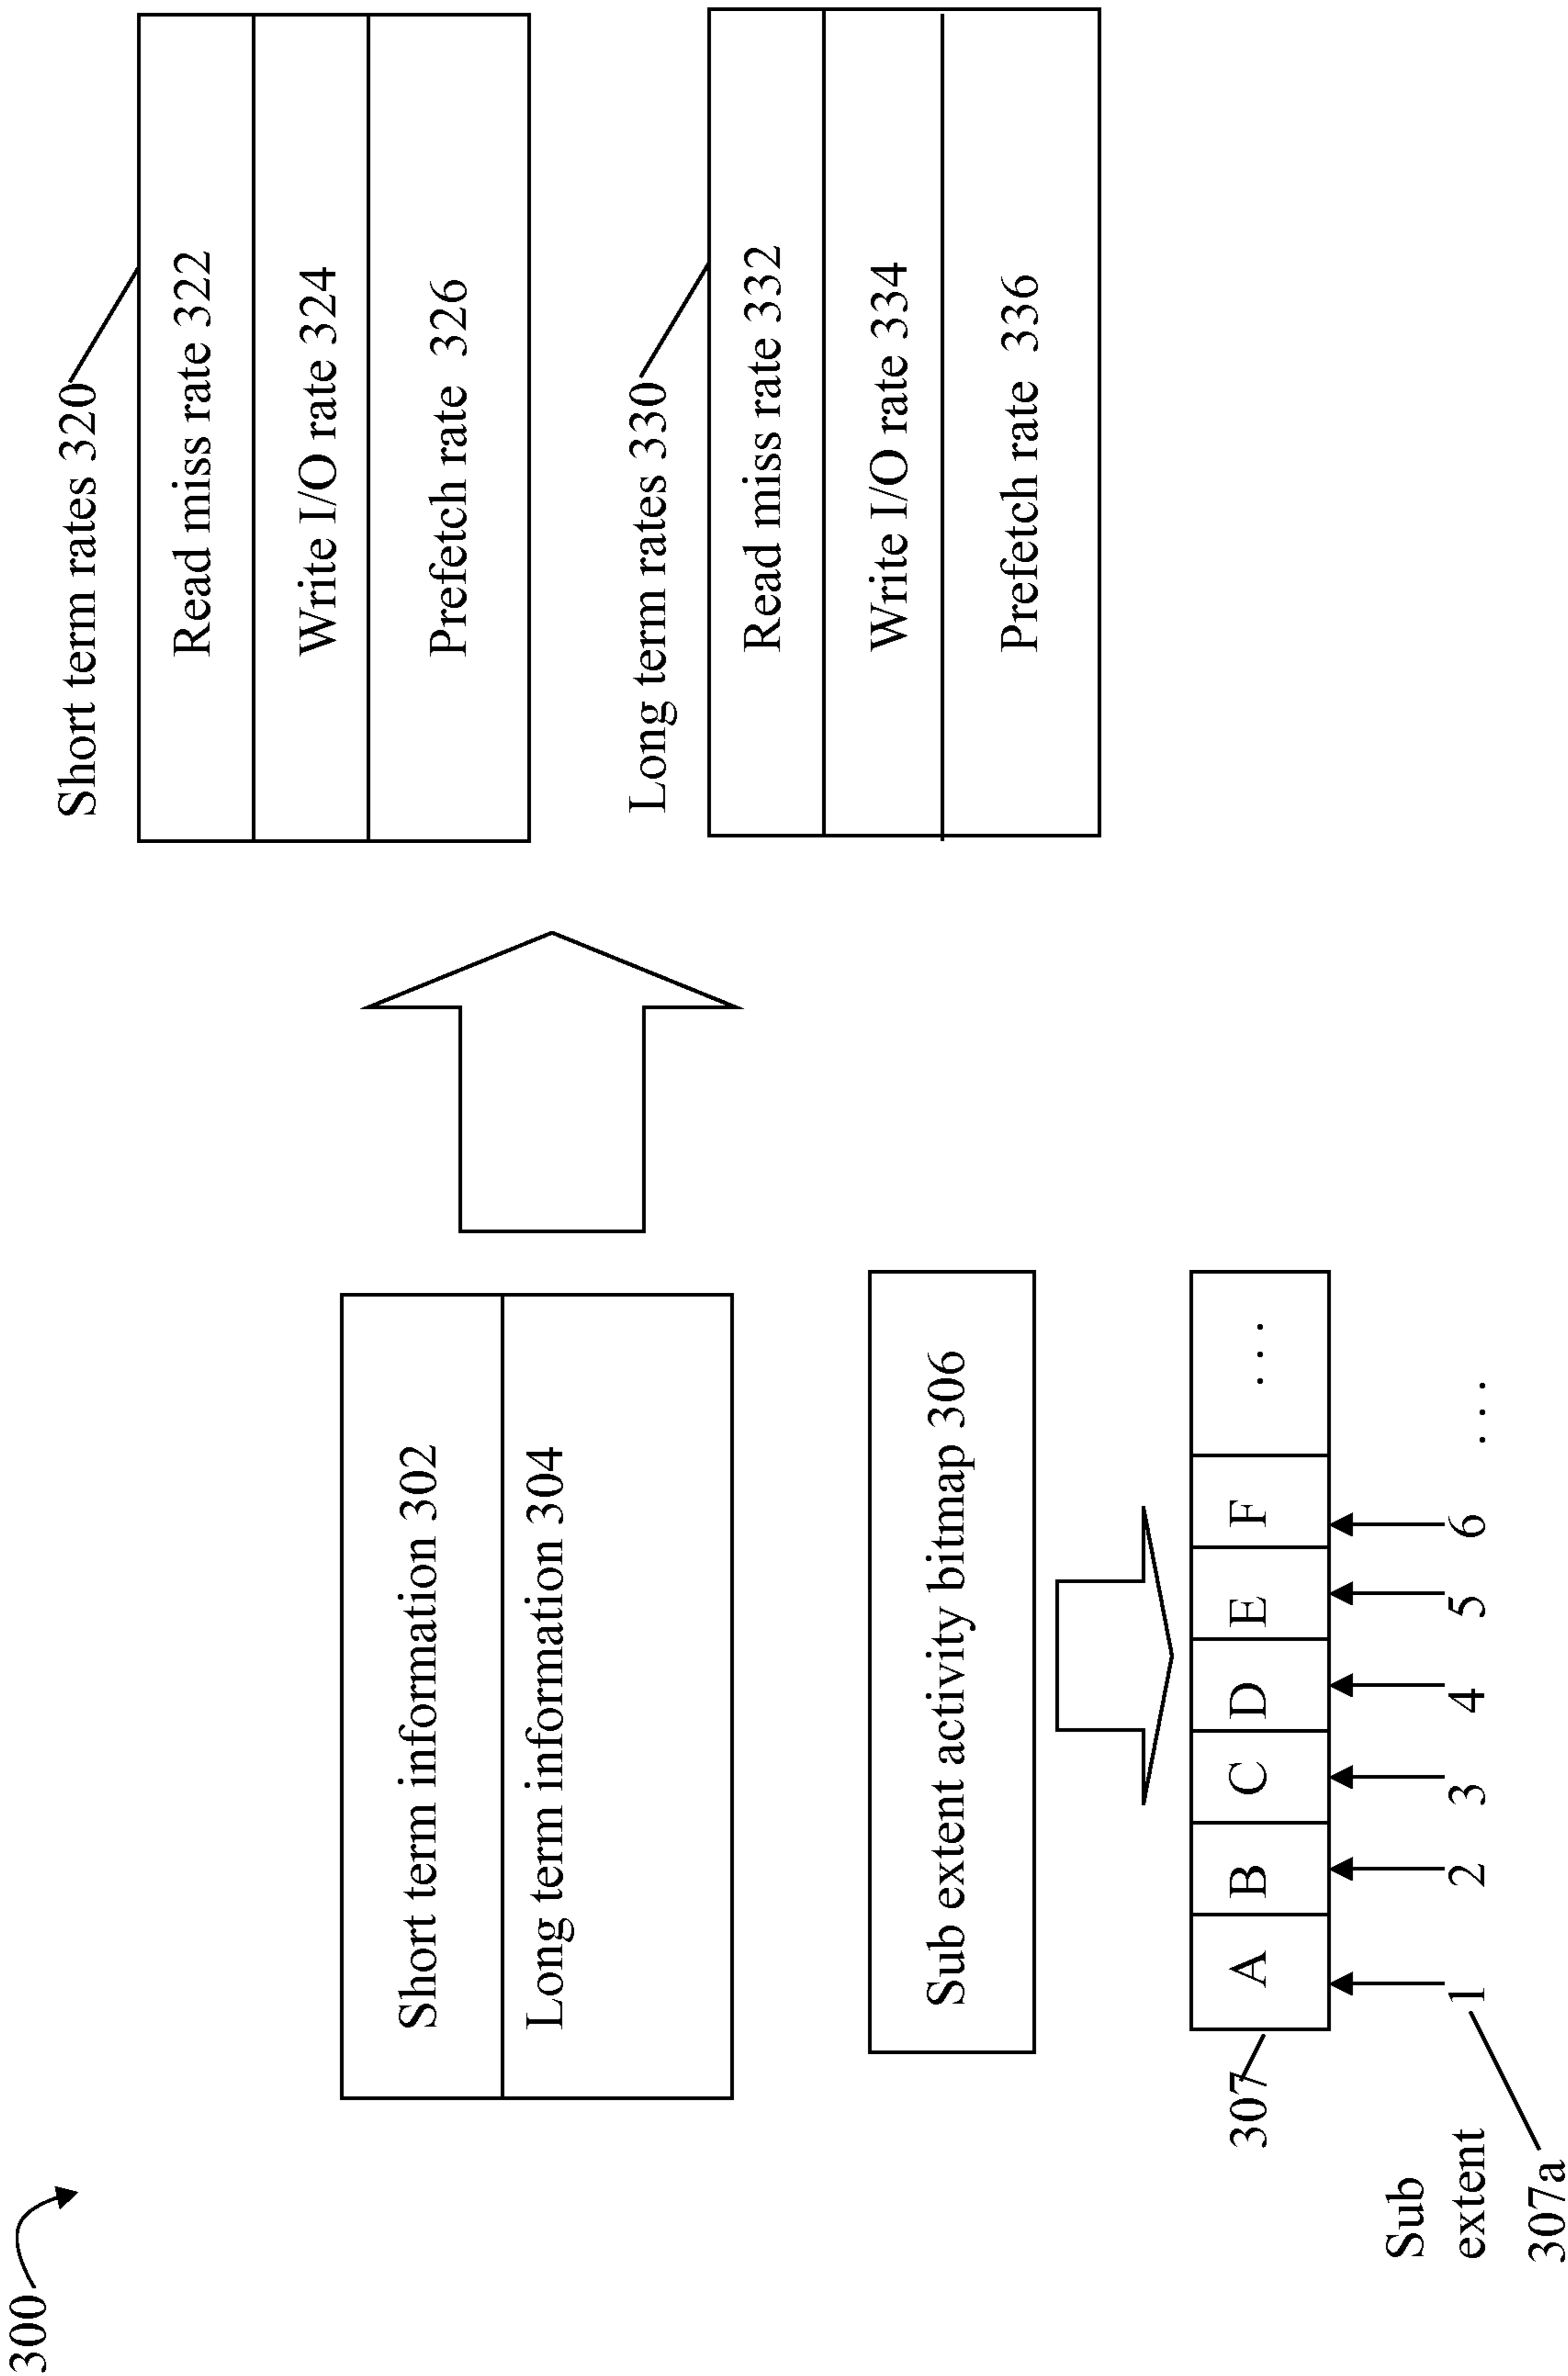 300
Short term rates 320
Read miss rate 322
Write I/O rate 324
Prefetch rate  326
Short term information 302
Long term information 304
Long term rates 330
Read miss rate 332
Write I/O rate 334
Prefetch rate  336
Sub extent activity bitmap 306
307
A B C D E F ...
Sub
extent
1 2 3 4 5 6 ...
307a